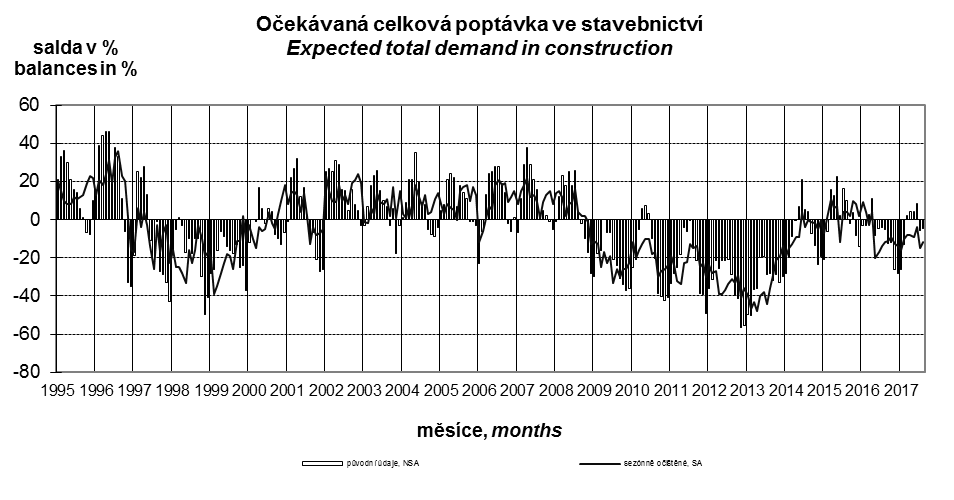 Očekávaná celková poptávka ve stavebnictví
Expected total demand in construction
salda v %
balances in %
60
40
20
0
-20
-40
-60
-80
1995 1996 1997 1998 1999 2000 2001 2002 2003 2004 2005 2006 2007 2008 2009 2010 2011 2012 2013 2014 2015 2016 2017
měsíce, months
původní údaje, NSA sezónně očištěné, SA